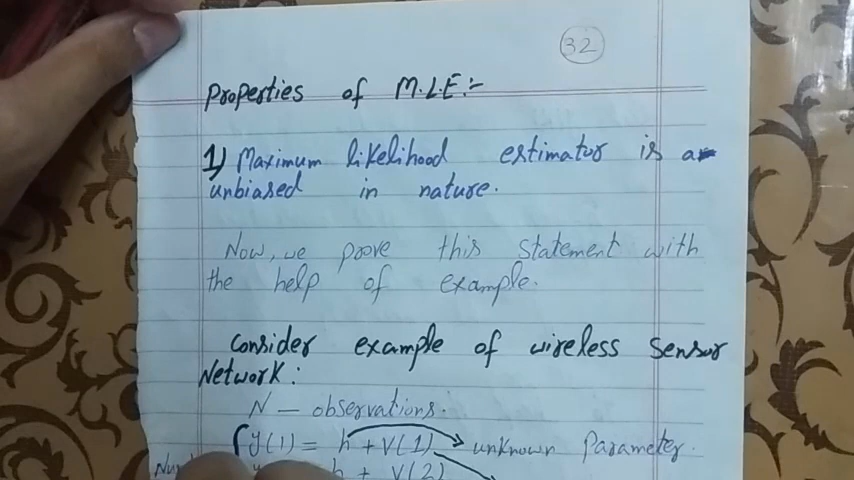 32
Properties of M.L.E:-
1) Maximum likelihood estimator is a
unbiased in nature.
Now, we prove this statement with
the help of example.
Consider example of wireless Sensor
Network:
N — observations.
y(1) = h + v(1) → unknown parameter.
h + v(2)